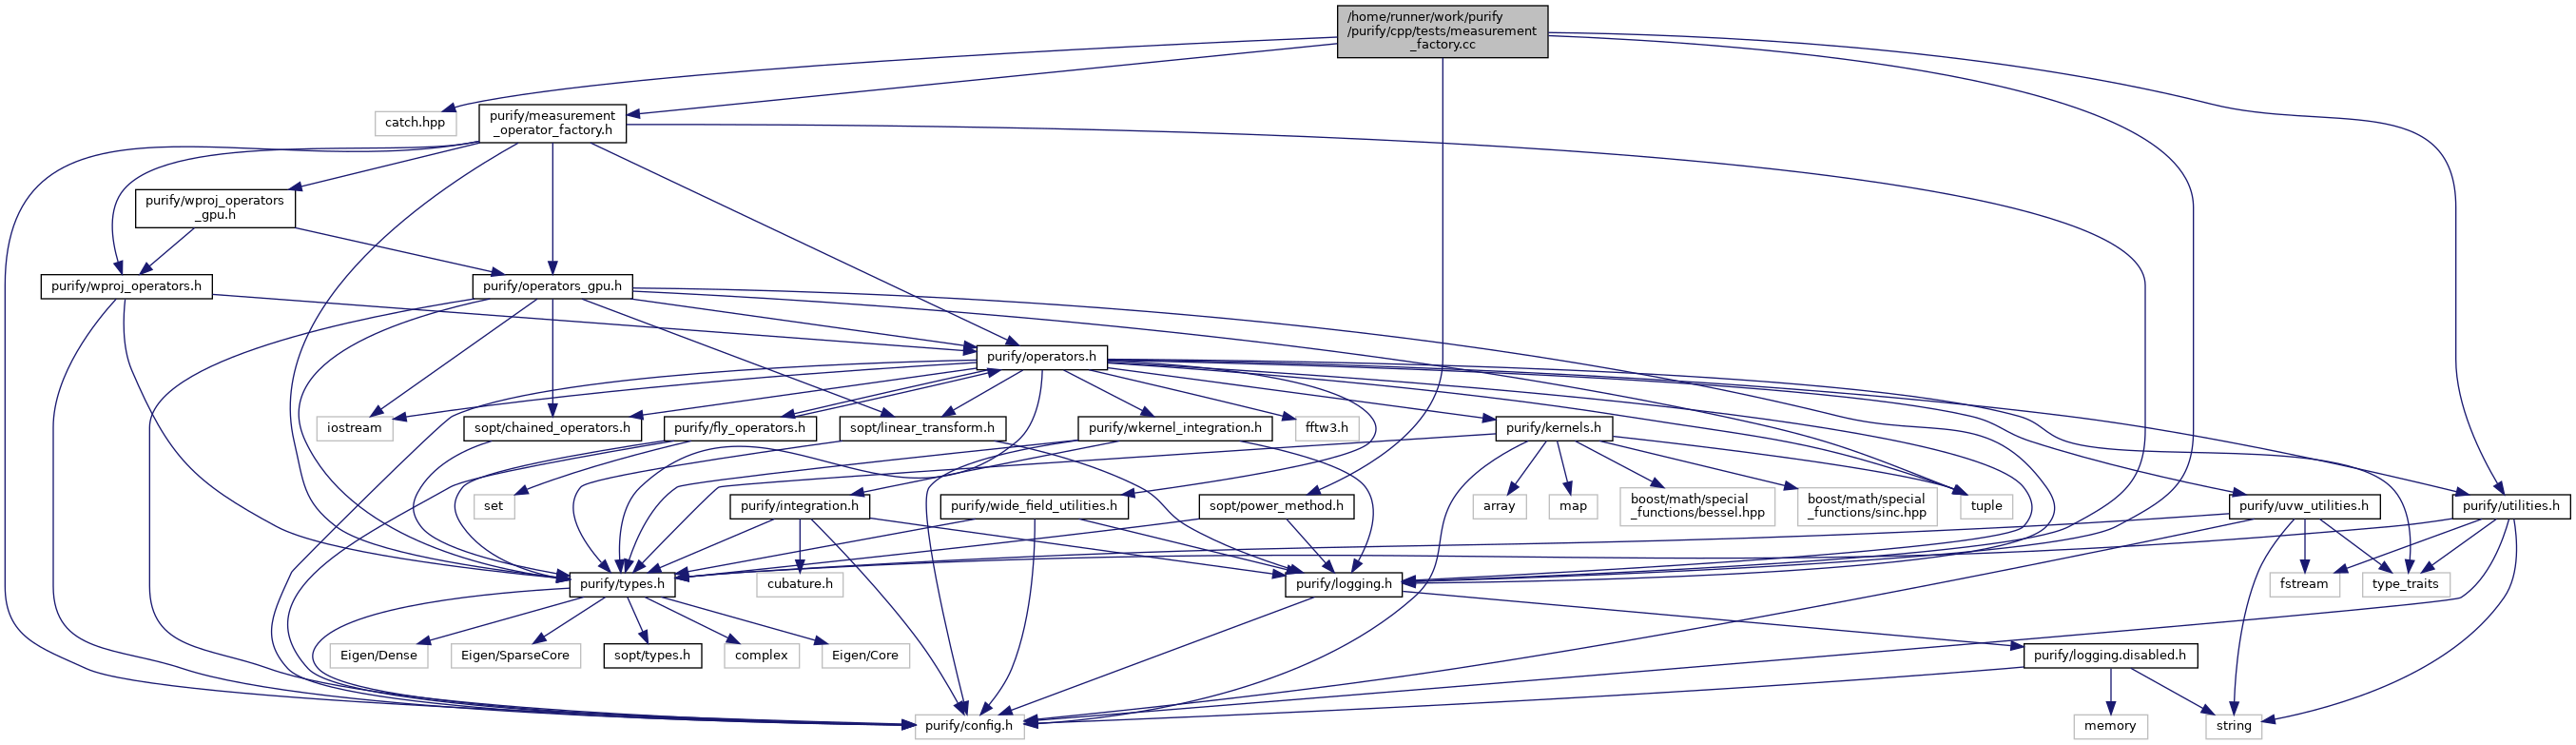 /home/runner/work/purify
/purify/cpp/tests/measurement
_factory.cc
catch.hpp
purify/measurement
_operator_factory.h
purify/wproj_operators
_gpu.h
purify/wproj_operators.h
purify/operators_gpu.h
purify/operators.h
iostream
sopt/chained_operators.h
purify/fly_operators.h
sopt/linear_transform.h
purify/wkernel_integration.h
fftw3.h
purify/kernels.h
set
purify/integration.h
purify/wide_field_utilities.h
sopt/power_method.h
array
map
boost/math/special
_functions/bessel.hpp
boost/math/special
_functions/sinc.hpp
tuple
purify/uvw_utilities.h
purify/utilities.h
purify/types.h
cubature.h
purify/logging.h
fstream
type_traits
Eigen/Dense
Eigen/SparseCore
sopt/types.h
complex
Eigen/Core
purify/logging.disabled.h
purify/config.h
memory
string